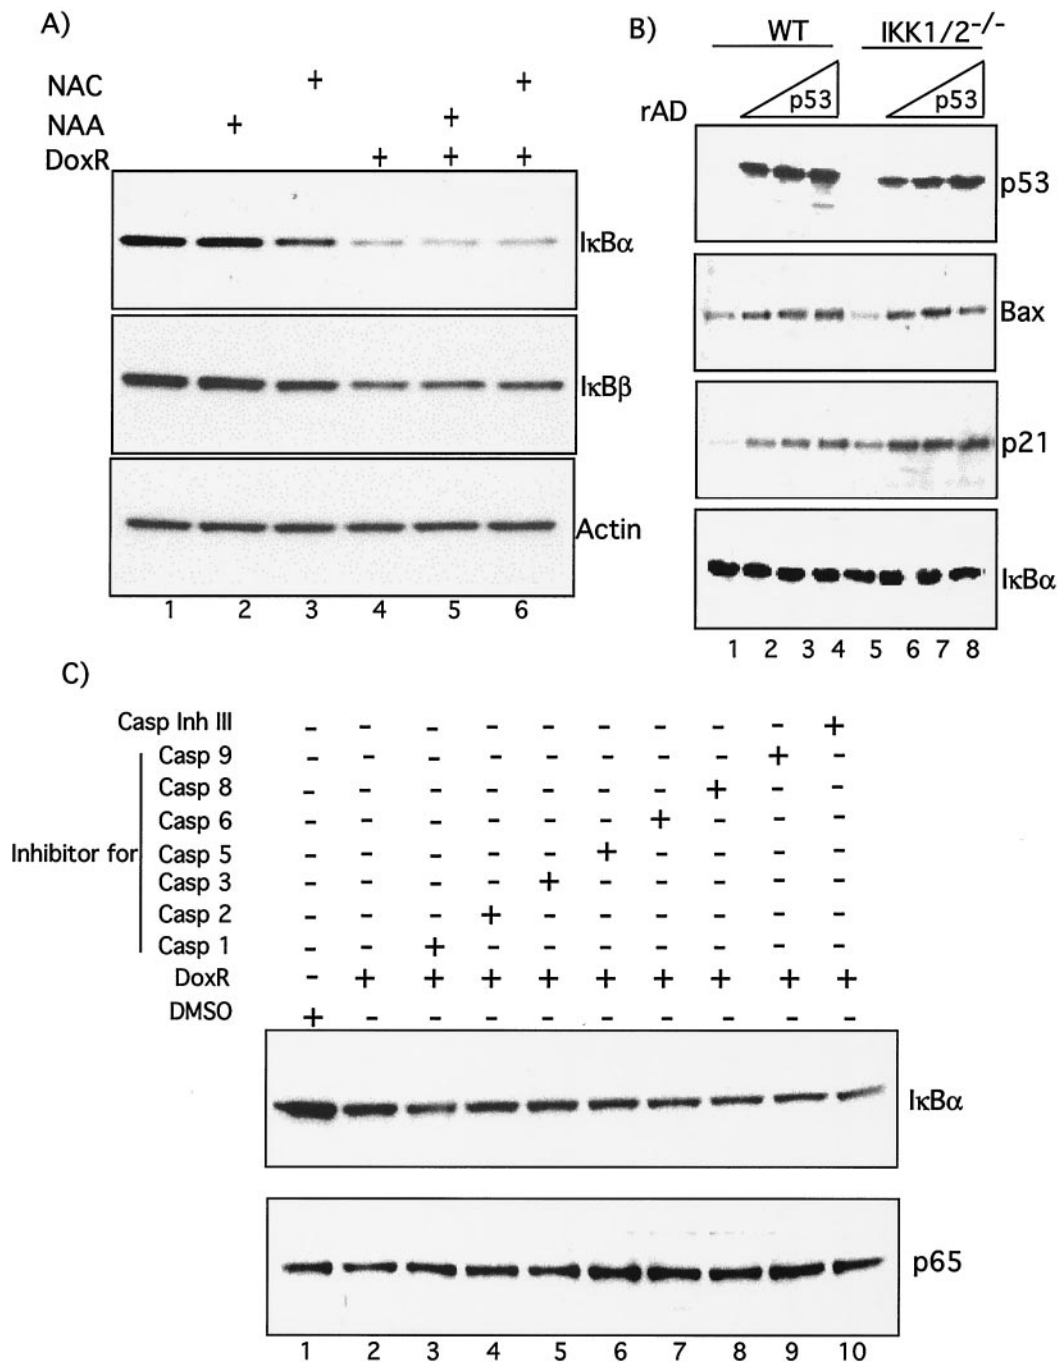 A)
NAC + +
NAA + +
DoxR + + +
IκBα
IκBβ
Actin
1 2 3 4 5 6
B)
WT IKK1/2-/-
rAD p53 p53
p53
Bax
p21
IκBα
1 2 3 4 5 6 7 8
C)
Casp Inh III - - - - - - - - - +
Inhibitor for
Casp 9 - - - - - - - - + -
Casp 8 - - - - - - - + - -
Casp 6 - - - - - - + - - -
Casp 5 - - - - - + - - - -
Casp 3 - - - - + - - - - -
Casp 2 - - - + - - - - - -
Casp 1 - - + - - - - - - -
DoxR - + + + + + + + + +
DMSO + - - - - - - - - -
IκBα
p65
1 2 3 4 5 6 7 8 9 10